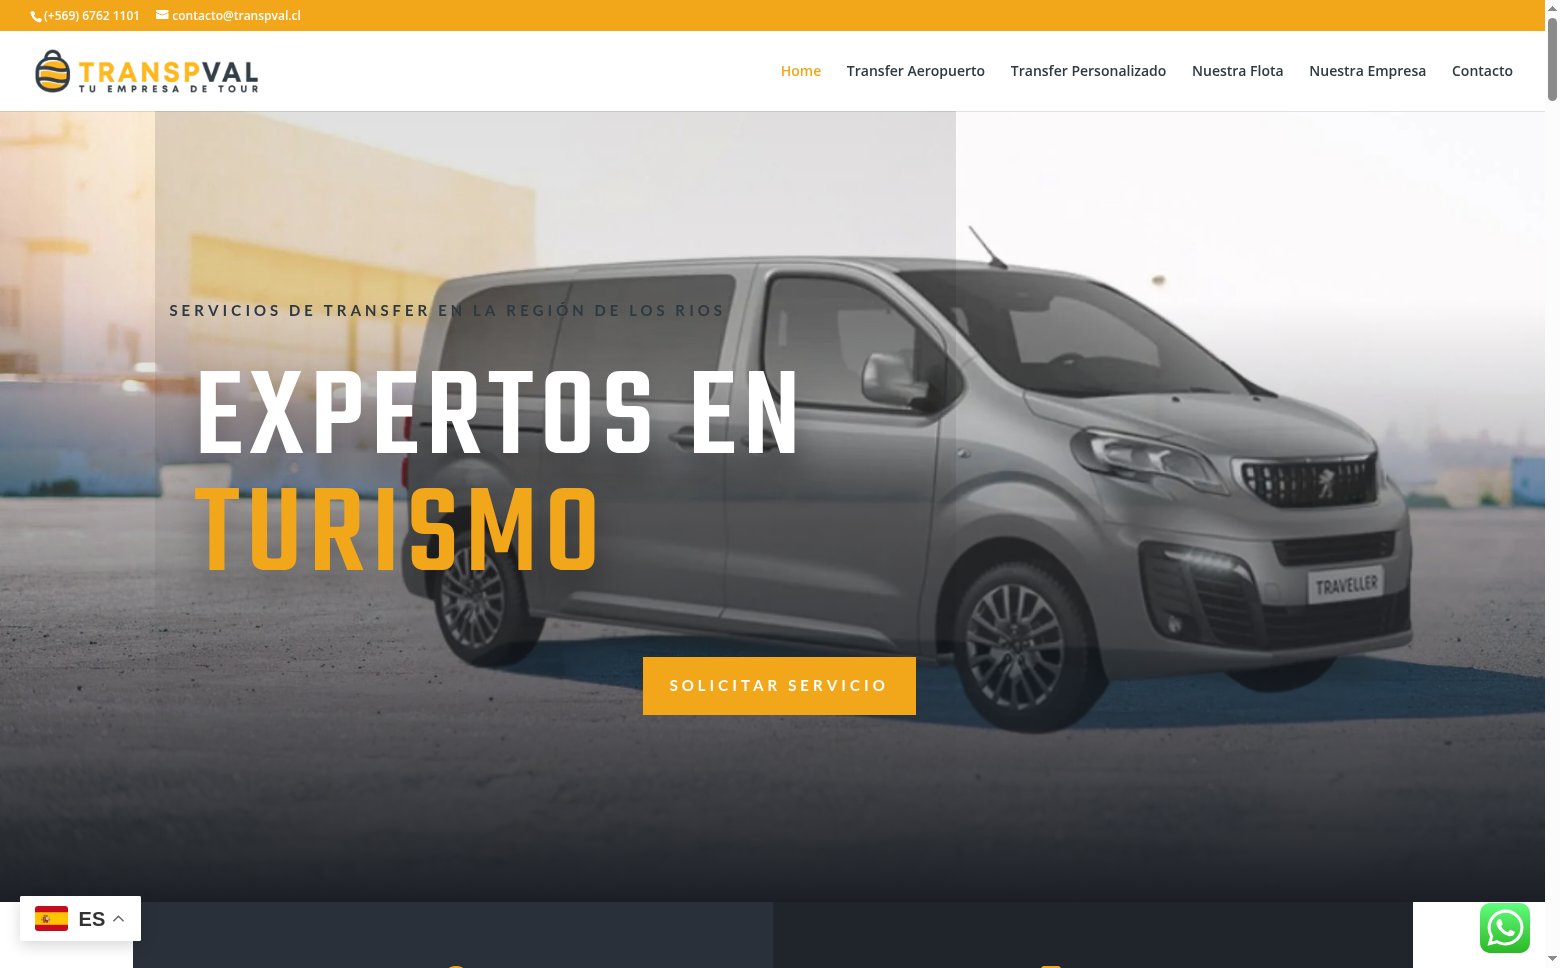 (+569) 6762 1101 contacto@transpval.cl
TRANSPVAL
TU EMPRESA DE TOUR
Home Transfer Aeropuerto Transfer Personalizado Nuestra Flota Nuestra Empresa Contacto
SERVICIOS DE TRANSFER EN LA REGIÓN DE LOS RIOS
EXPERTOS EN
TURISMO
TRAVELLER
SOLICITAR SERVICIO
ES